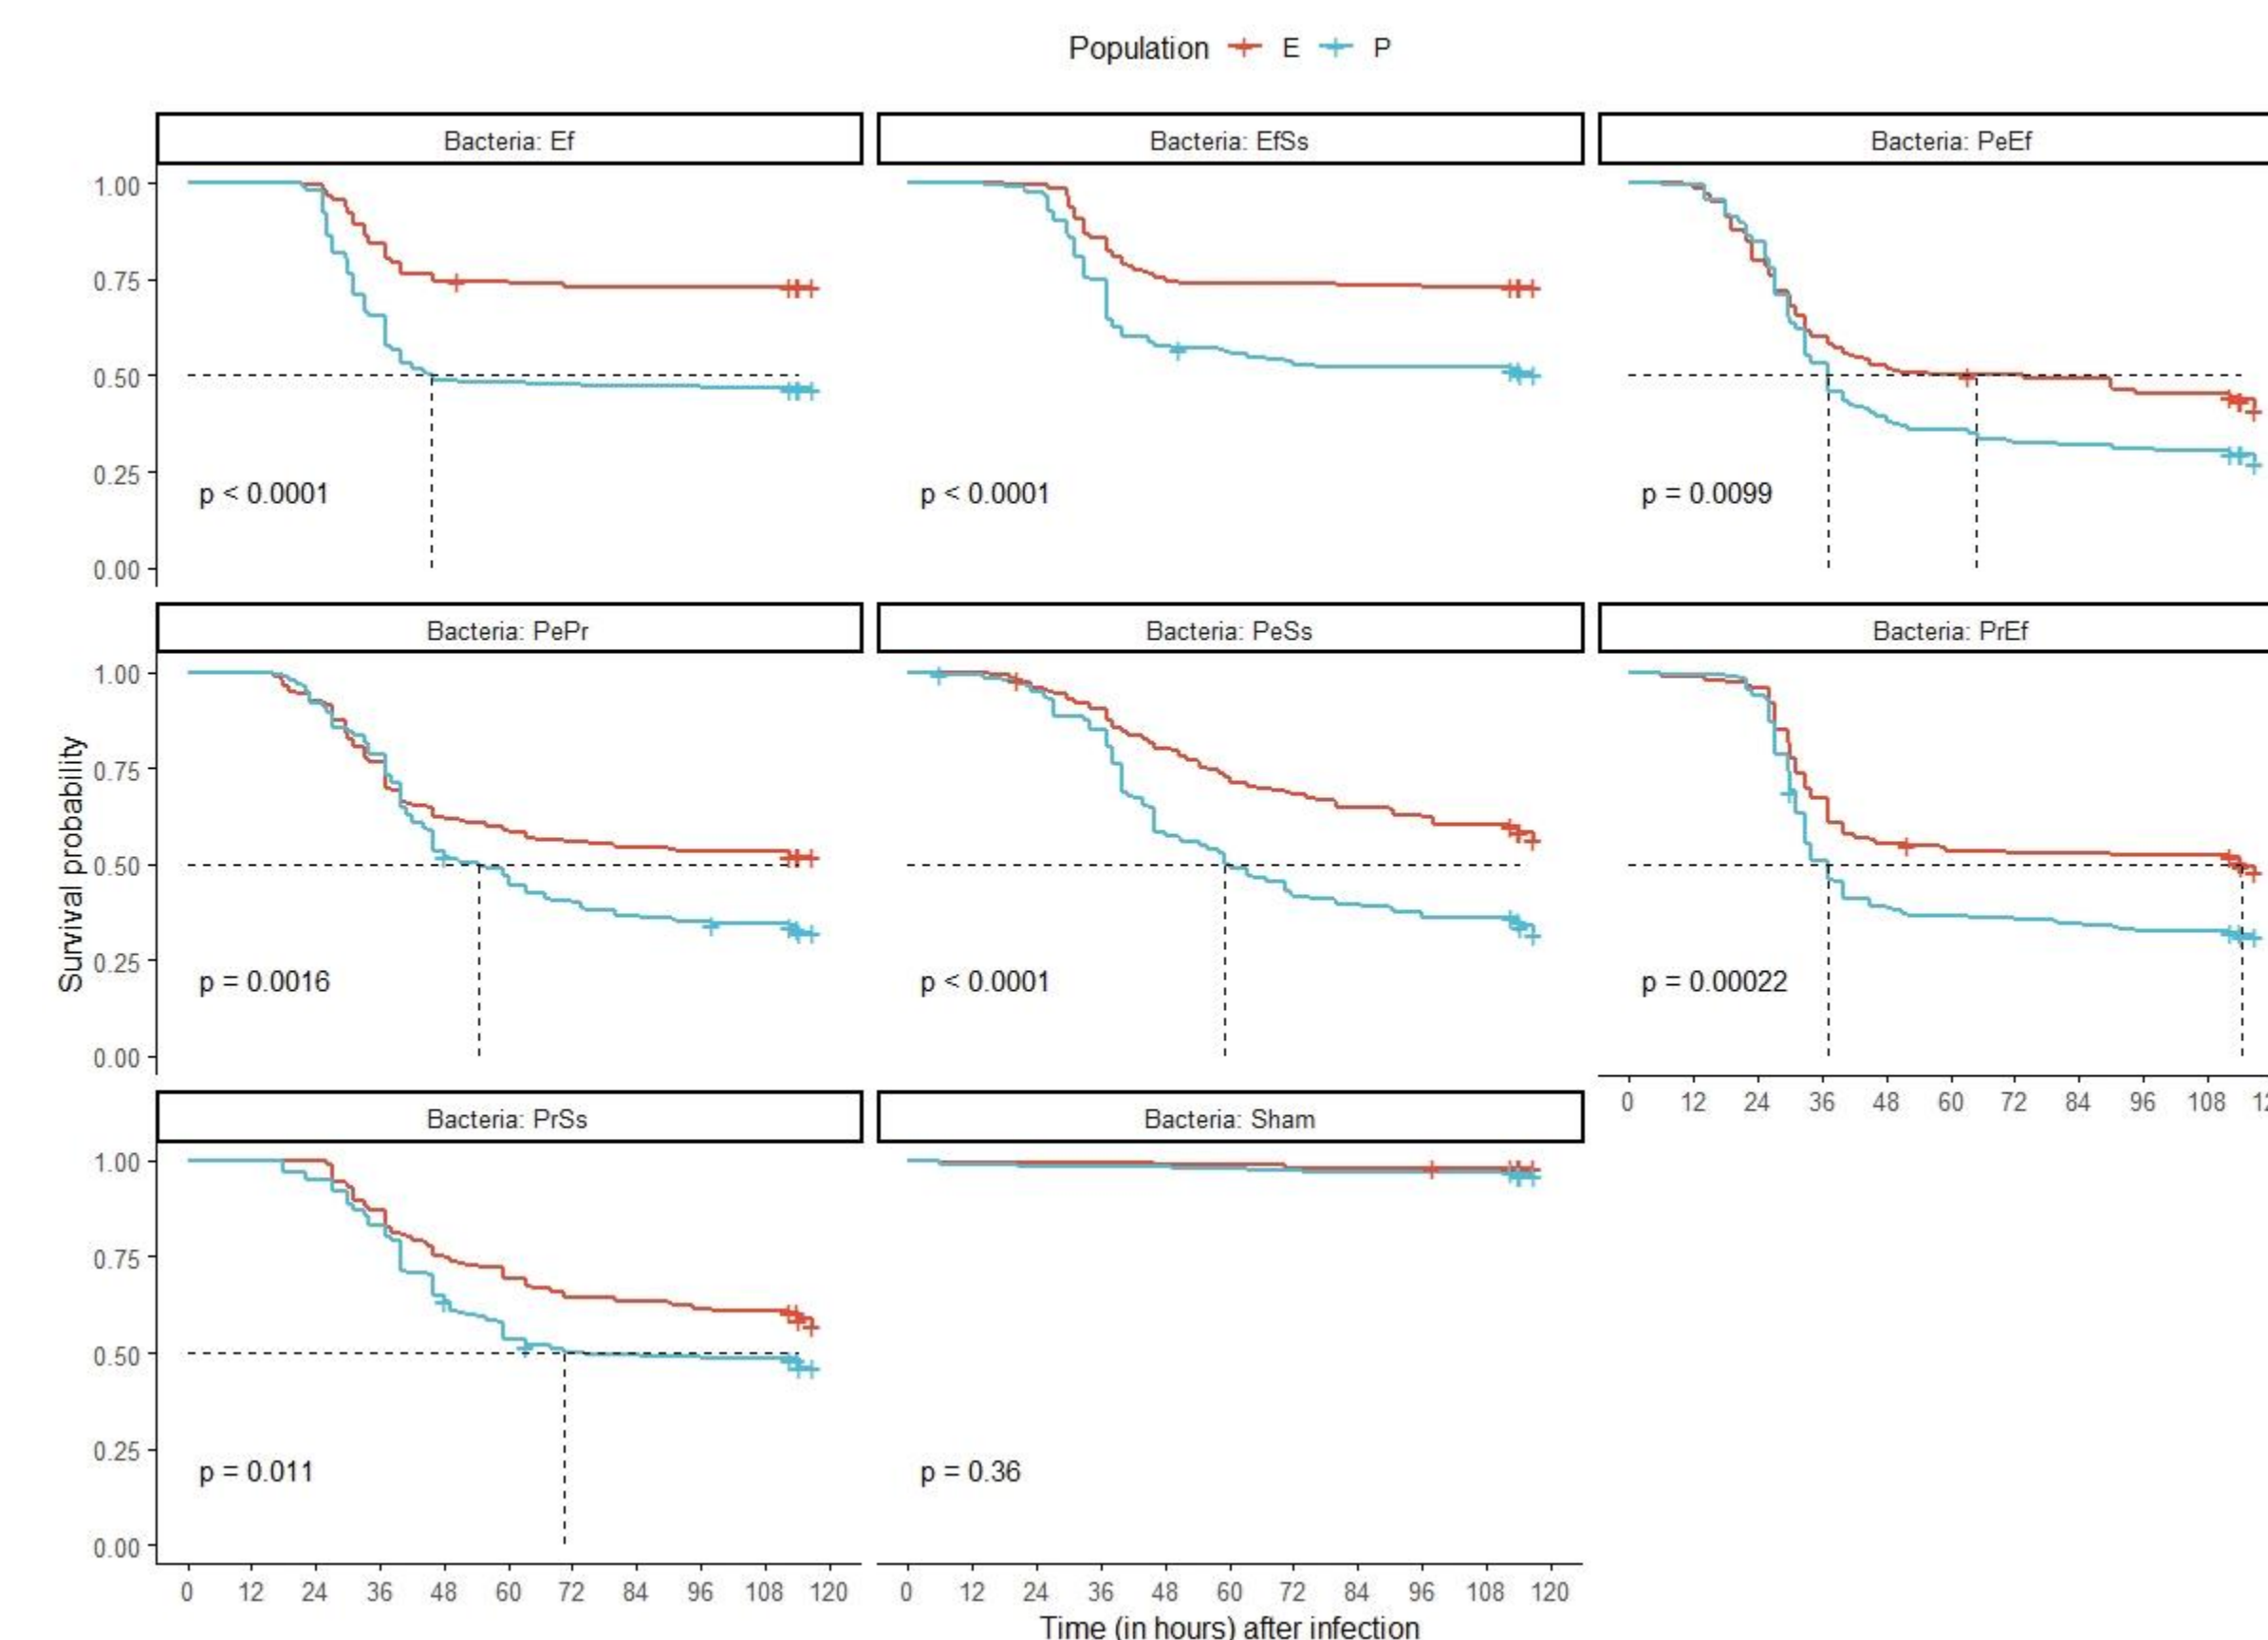 Population E P
Bacteria: Ef
Bacteria: EfSs
Bacteria: PeEf
1.00
0.75
0.50
0.25
0.00
p < 0.0001
p < 0.0001
p = 0.0099
Bacteria: PePr
Bacteria: PeSs
Bacteria: PrEf
Survival probability
1.00
0.75
0.50
0.25
0.00
p = 0.0016
p < 0.0001
p = 0.00022
0 12 24 36 48 60 72 84 96 108 12
Bacteria: PrSs
Bacteria: Sham
1.00
0.75
0.50
0.25
0.00
p = 0.011
p = 0.36
0 12 24 36 48 60 72 84 96 108 120
0 12 24 36 48 60 72 84 96 108 120
Time (in hours) after infection